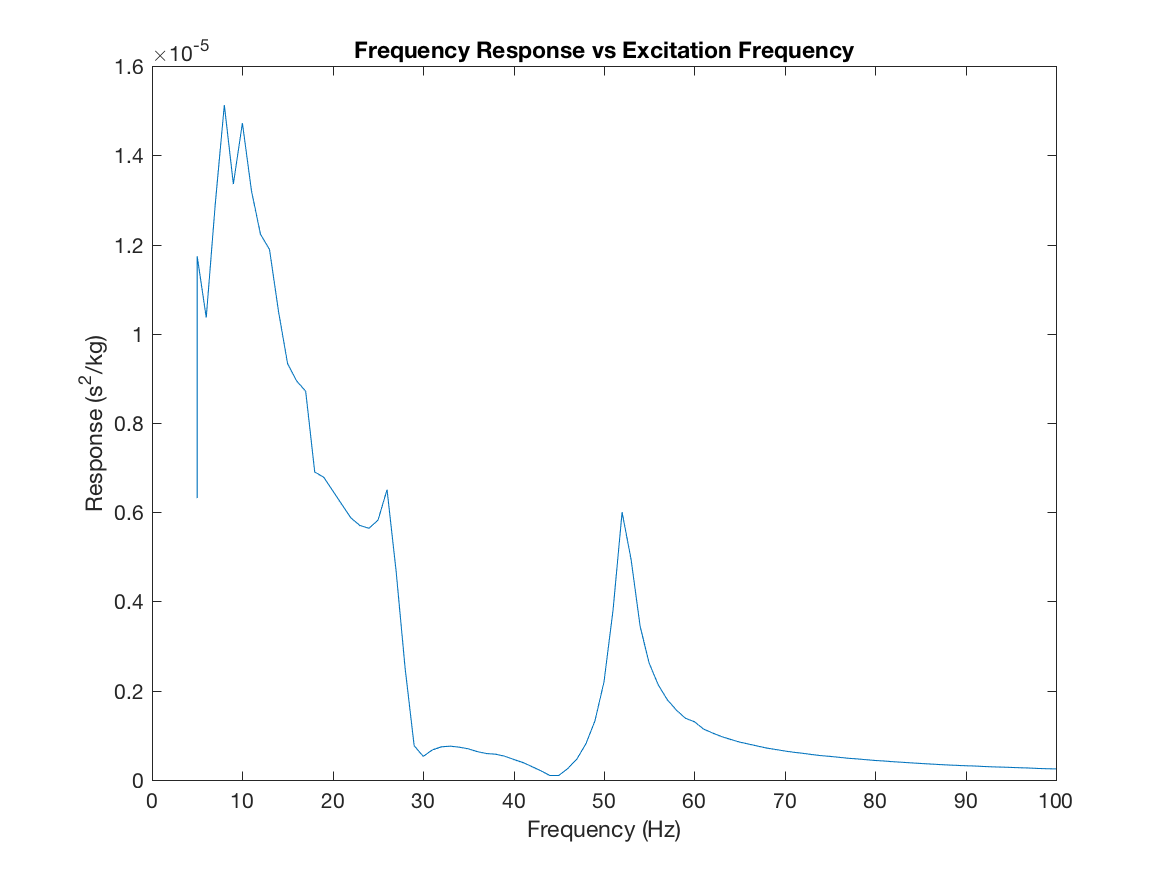 Frequency Response vs Excitation Frequency
×10⁻⁵
1.6
1.4
1.2
1
0.8
0.6
0.4
0.2
0
Response (s²/kg)
0 10 20 30 40 50 60 70 80 90 100
Frequency (Hz)